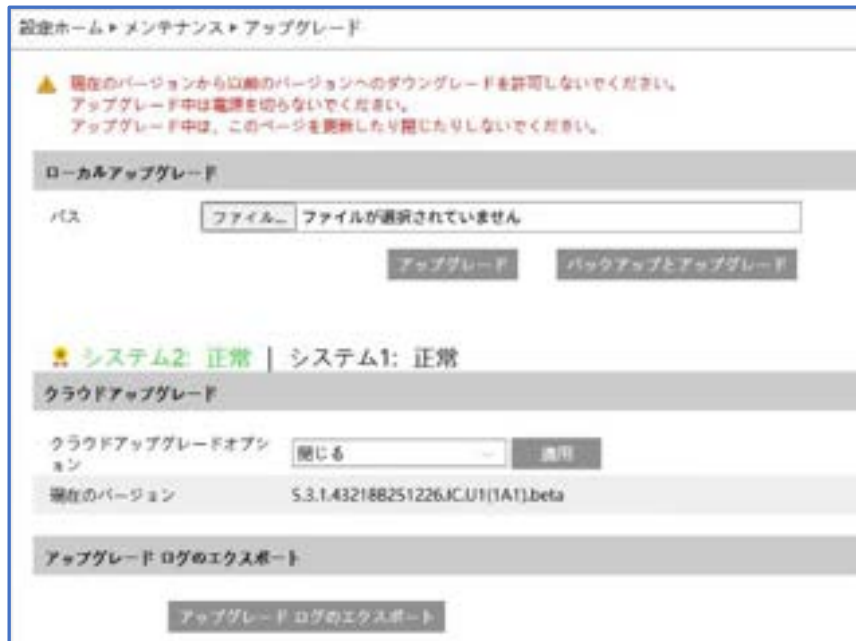 設定ホーム▶メンテナンス▶アップグレード
現在のバージョンから以前のバージョンへのダウングレードを許可しないでください。
アップグレード中は電源を切らないでください。
アップグレード中は、このページを更新したり閉じたりしないでください。
ローカルアップグレード
パス ファイル... ファイルが選択されていません
アップグレード バックアップとアップグレード
システム2: 正常 | システム1: 正常
クラウドアップグレード
クラウドアップグレードオプシ
ョン
閉じる 適用
現在のバージョン 5.3.1.43218B251226.IC.U1(1A1).beta
アップグレード ログのエクスポート
アップグレード ログのエクスポート